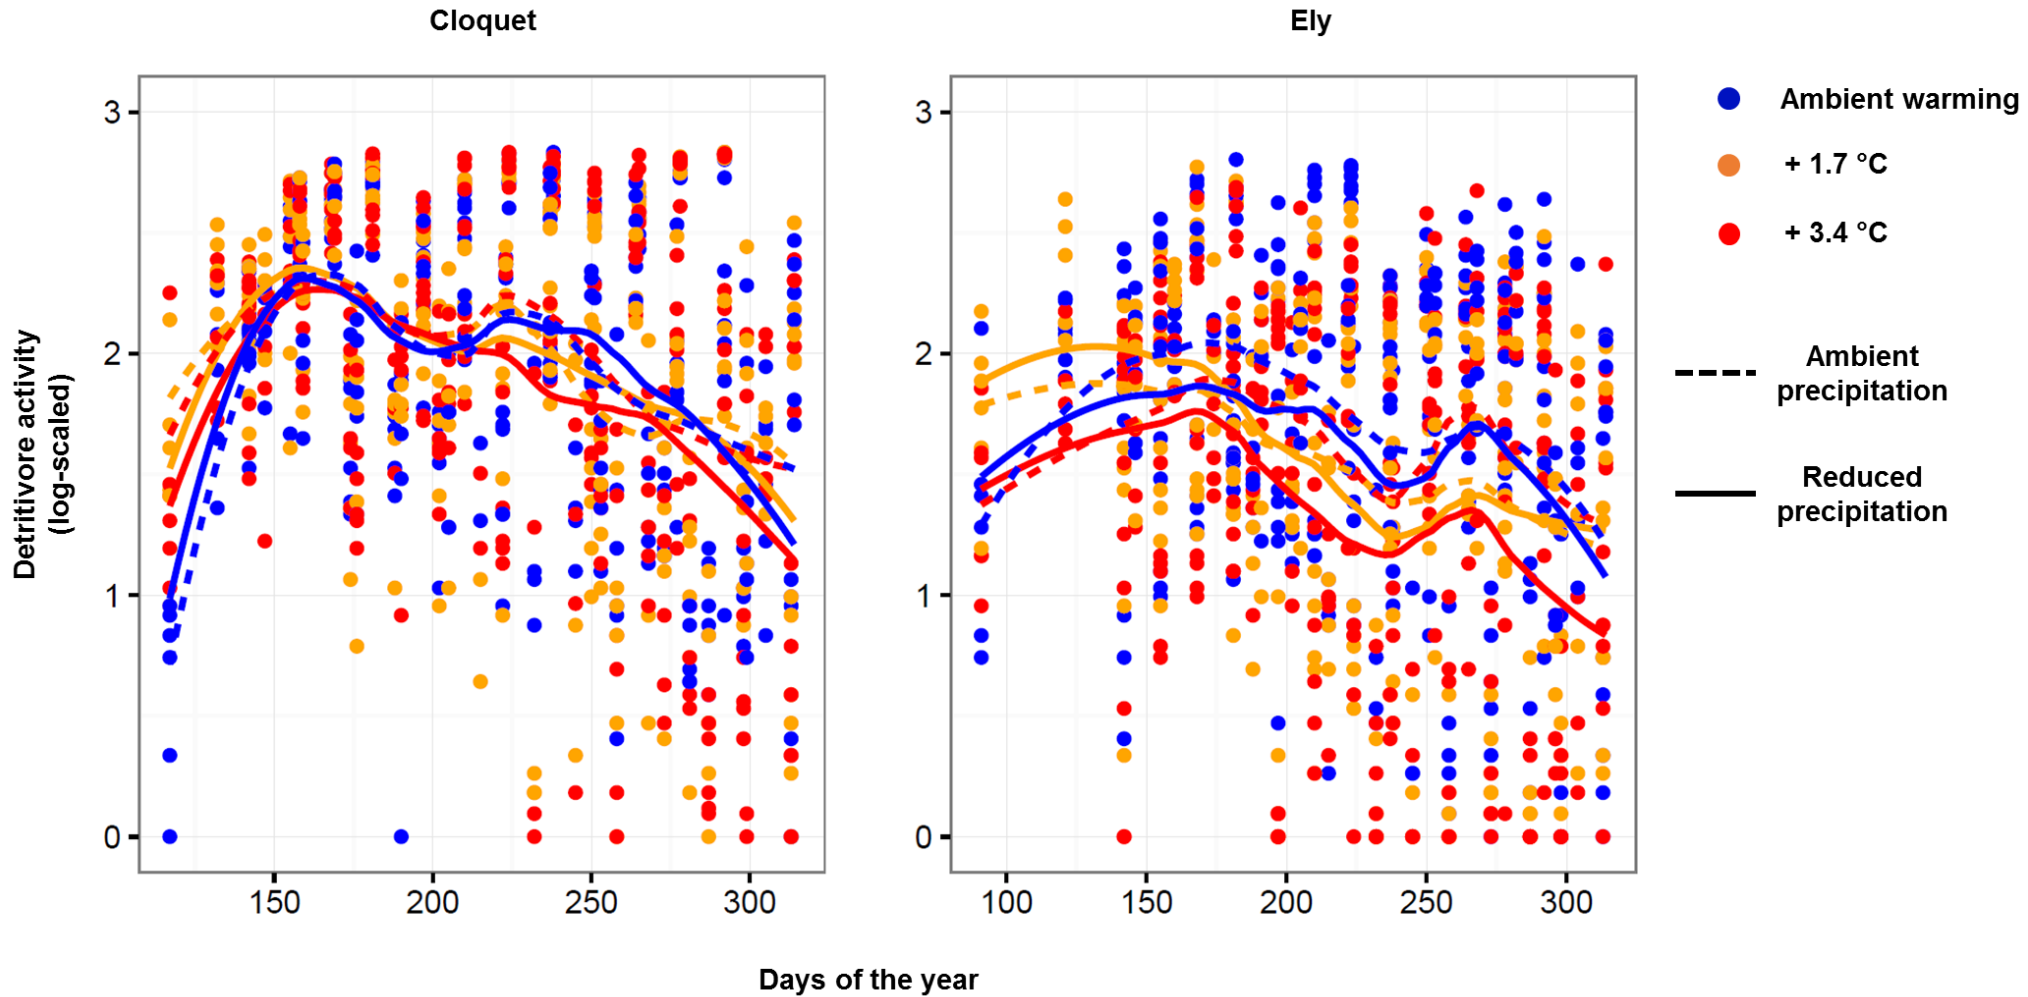 Cloquet
Ely
Detritivore activity
(log-scaled)
3
2
1
0
150
200
250
300
3
2
1
0
100
150
200
250
300
Days of the year
Ambient warming
+ 1.7 °C
+ 3.4 °C
Ambient
precipitation
Reduced
precipitation